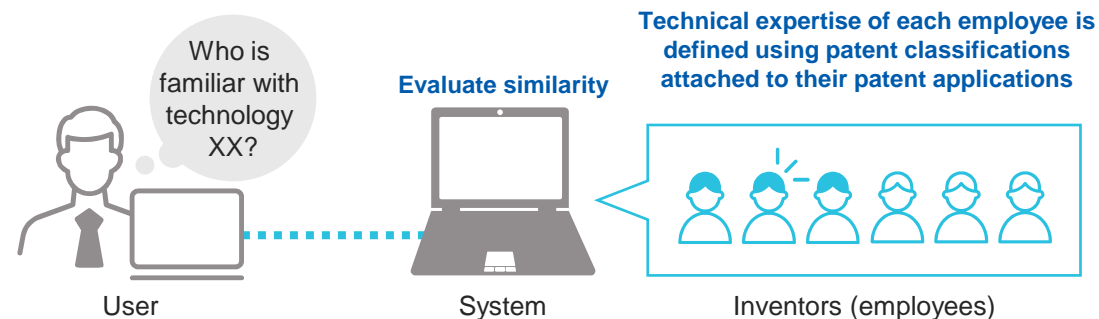 Who is
familiar with
technology
XX?
Evaluate similarity
Technical expertise of each employee is
defined using patent classifications
attached to their patent applications
User
System
Inventors (employees)